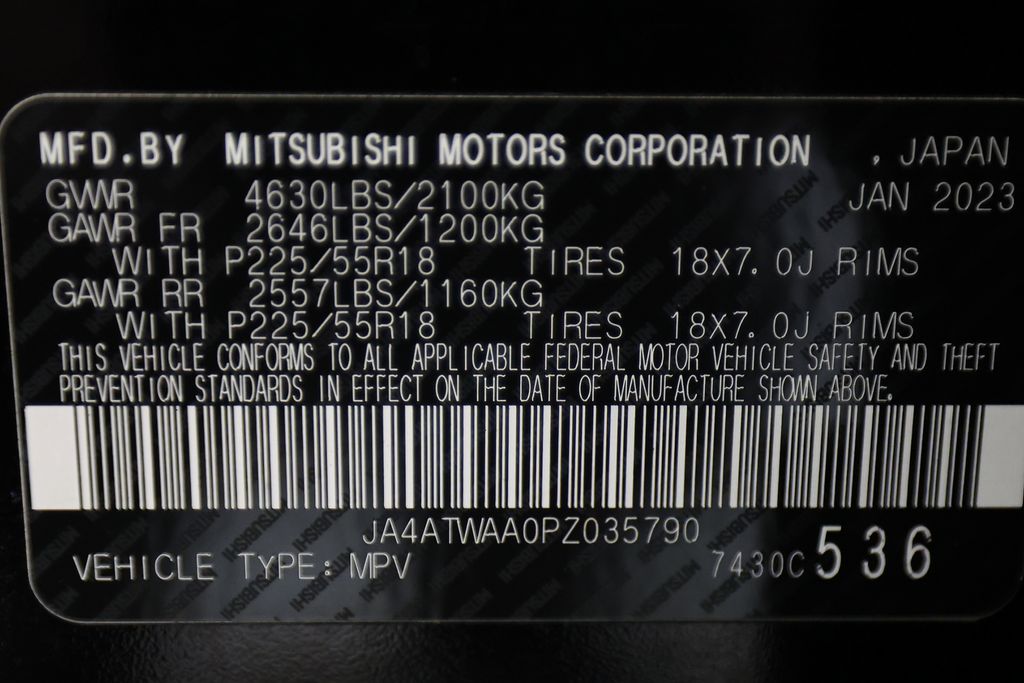 MFD.BY MITSUBISHI MOTORS CORPORATION , JAPAN
GVWR 4630LBS/2100KG JAN 2023
GAWR FR 2646LBS/1200KG
WITH P225/55R18 TIRES 18X7.0J RIMS
GAWR RR 2557LBS/1160KG
WITH P225/55R18 TIRES 18X7.0J RIMS
THIS VEHICLE CONFORMS TO ALL APPLICABLE FEDERAL MOTOR VEHICLE SAFETY AND THEFT
PREVENTION STANDARDS IN EFFECT ON THE DATE OF MANUFACTURE SHOWN ABOVE.
JA4ATWAA0PZ035790
VEHICLE TYPE: MPV 7430C 536